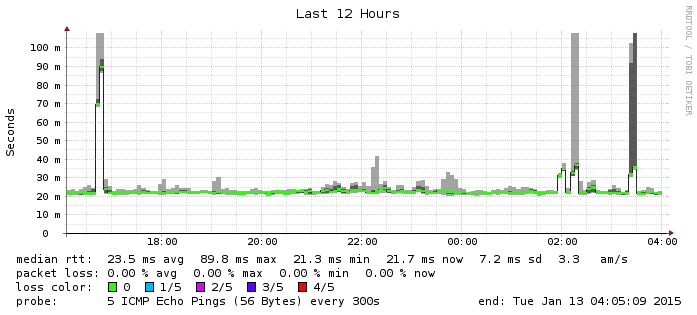 Last 12 Hours
RRDTOOL / TOBI OETIKER
Seconds
100 m
90 m
80 m
70 m
60 m
50 m
40 m
30 m
20 m
10 m
0
18:00 20:00 22:00 00:00 02:00 04:00
median rtt: 23.5 ms avg 89.8 ms max 21.3 ms min 21.7 ms now 7.2 ms sd 3.3 am/s
packet loss: 0.00 % avg 0.00 % max 0.00 % min 0.00 % now
loss color: 0 1/5 2/5 3/5 4/5
probe: 5 ICMP Echo Pings (56 Bytes) every 300s end: Tue Jan 13 04:05:09 2015